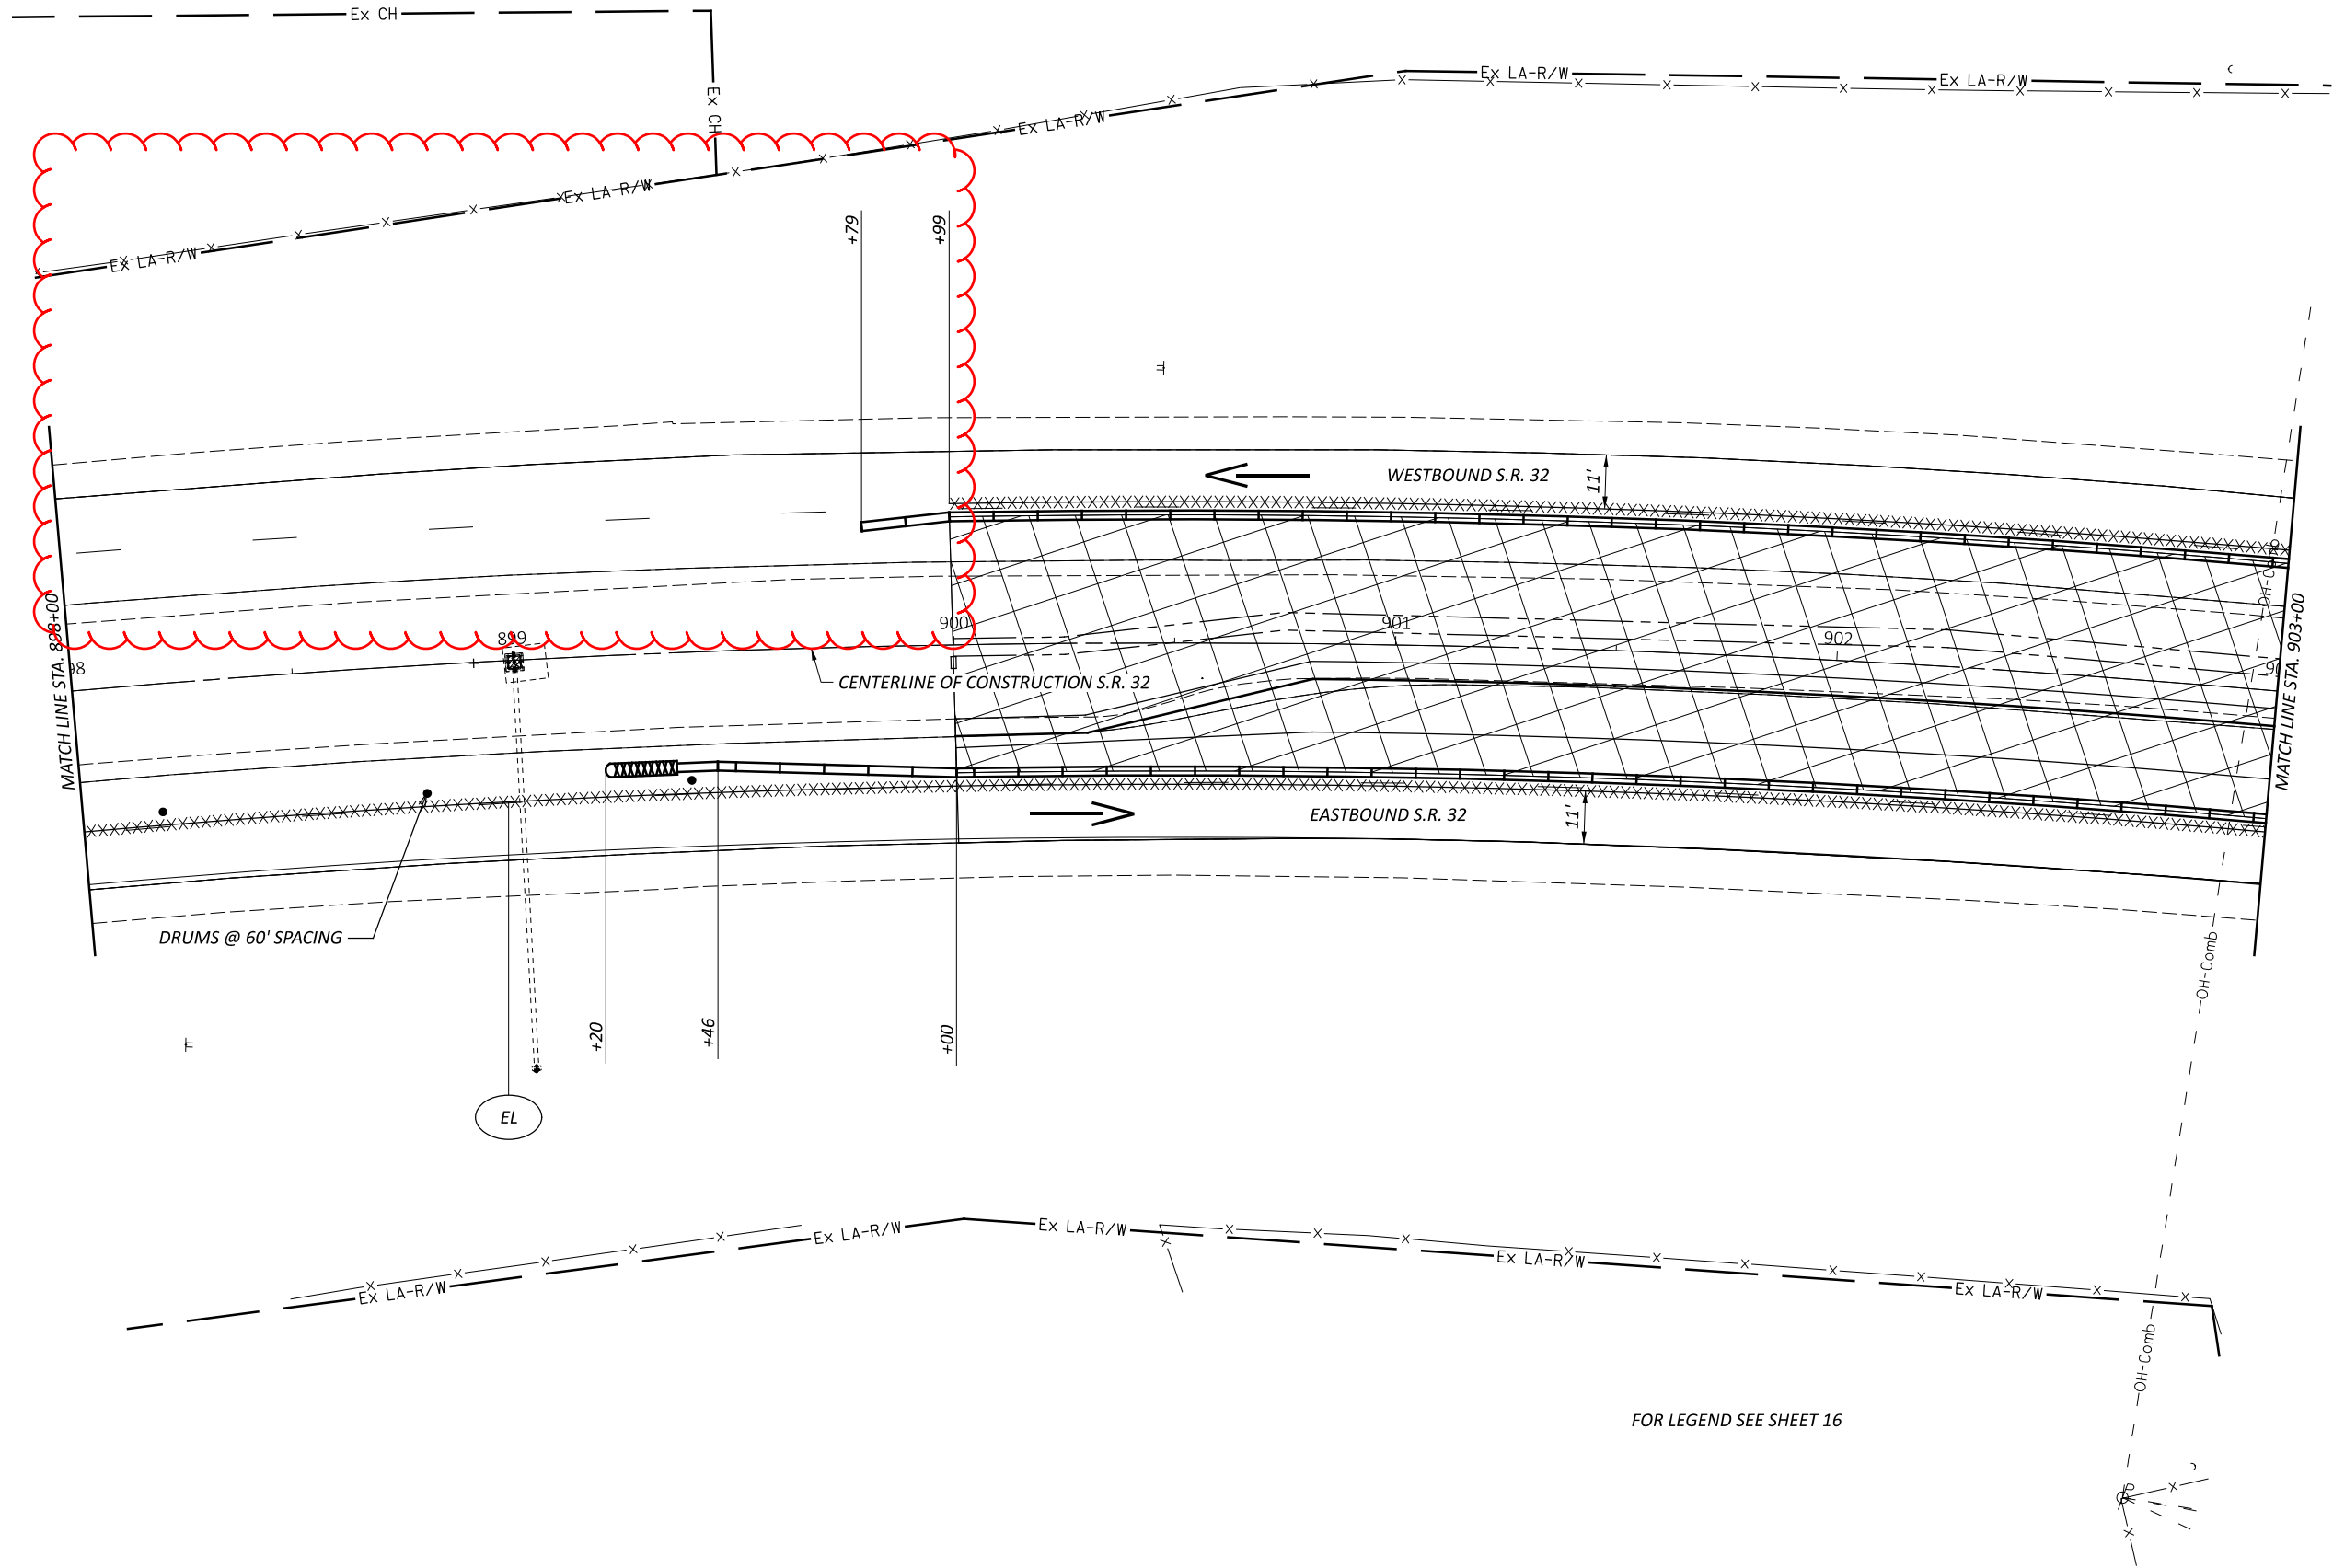 Ex CH
Ex CH
Ex LA-R/W
Ex LA-R/W
Ex LA-R/W
Ex LA-R/W
Ex LA-R/W
+79
+99
WESTBOUND S.R. 32
11'
MATCH LINE STA. 898+00
98
899
900
901
902
MATCH LINE STA. 903+00
CENTERLINE OF CONSTRUCTION S.R. 32
EASTBOUND S.R. 32
11'
DRUMS @ 60' SPACING
+20
+46
+00
OH-Comb
EL
Ex LA-R/W
Ex LA-R/W
Ex LA-R/W
Ex LA-R/W
Ex LA-R/W
OH-Comb
FOR LEGEND SEE SHEET 16